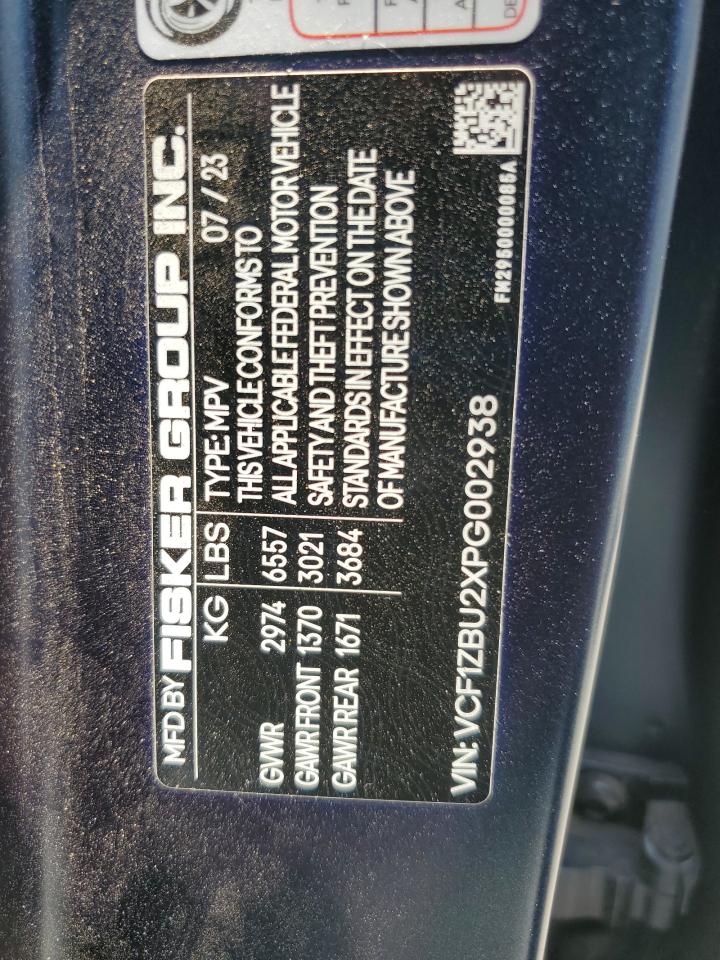 MFD BY FISKER GROUP INC.
KG LBS TYPE: MPV 07 / 23
GVWR 2974 6557 THIS VEHICLE CONFORMS TO
ALL APPLICABLE FEDERAL MOTOR VEHICLE
GAWR FRONT 1370 3021 SAFETY AND THEFT PREVENTION
GAWR REAR 1671 3684 STANDARDS IN EFFECT ON THE DATE
OF MANUFACTURE SHOWN ABOVE
VIN: VCF1ZBU2XPG002938
FM2950000086A